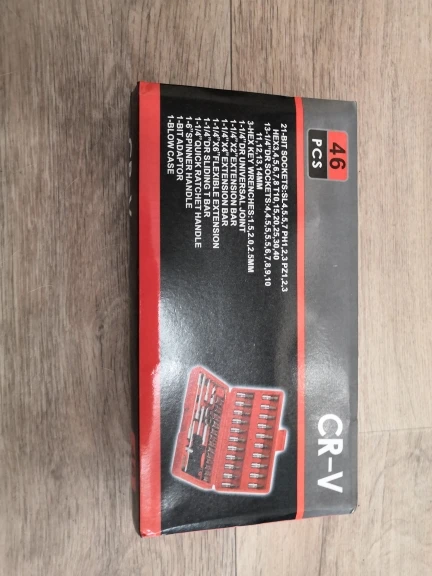 46
PCS
21-BIT SOCKETS:SL4,5.5,7 PH1,2,3 PZ1,2,3
HEX3,4,5,6,7,8 T10,15,20,25,30,40
13-1/4"DR SOCKETS:4,4.5,5,5.5,6,7,8,9,10
11,12,13,14MM
3-HEX KEY WRENCHES:1.5,2.0,2.5MM
1-1/4"DR UNIVERSAL JOINT
1-1/4"X2"EXTENSION BAR
1-1/4"X4"EXTENSION BAR
1-1/4"X6"FLEXIBLE EXTENSION
1-1/4"DR SLIDING T BAR
1-1/4"QUICK RATCHET HANDLE
1-6"SPINNER HANDLE
1-BIT ADAPTOR
1-BLOW CASE
CR-V